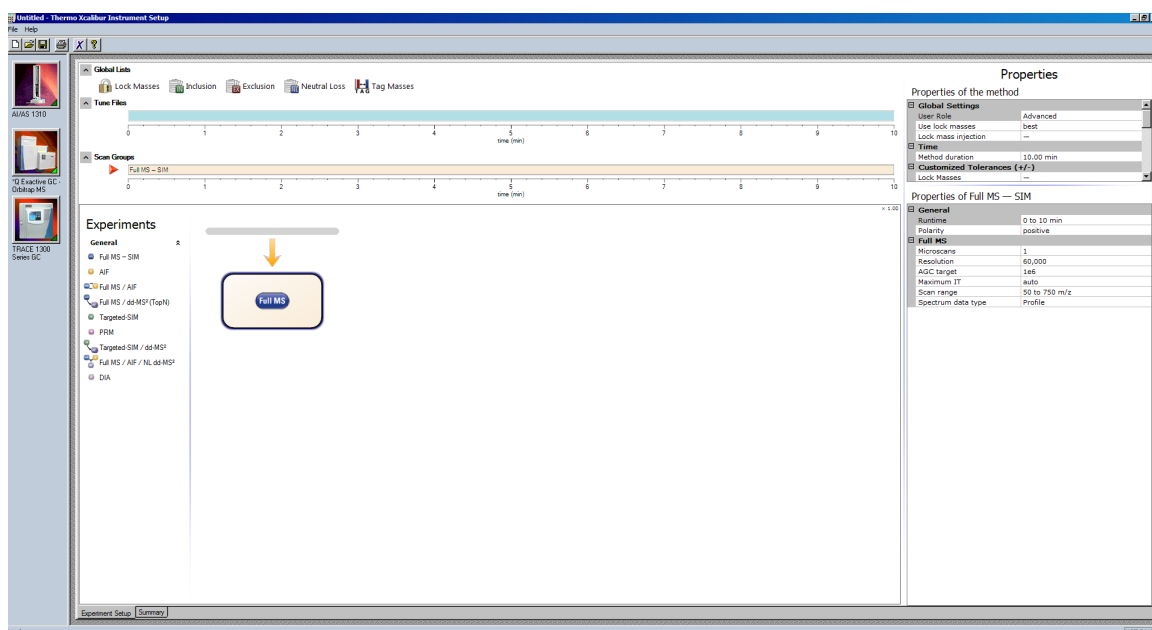 Untitled - Thermo Xcalibur Instrument Setup
File Help
AI/AS 1310
*Q Exactive GC - Orbitrap MS
TRACE 1300 Series GC
Global Lists
Lock Masses Inclusion Exclusion Neutral Loss Tag Masses
Tune Files
0 1 2 3 4 5 6 7 8 9 10
time (min)
Scan Groups
Full MS – SIM
0 1 2 3 4 5 6 7 8 9 10
time (min)
× 1.00
Experiments
General
Full MS – SIM
AIF
Full MS / AIF
Full MS / dd-MS² (TopN)
Targeted-SIM
PRM
Targeted-SIM / dd-MS²
Full MS / AIF / NL dd-MS²
DIA
Full MS
Experiment Setup Summary
Properties
Properties of the method
Global Settings
User Role Advanced
Use lock masses best
Lock mass injection —
Time
Method duration 10.00 min
Customized Tolerances (+/-)
Lock Masses —
Properties of Full MS — SIM
General
Runtime 0 to 10 min
Polarity positive
Full MS
Microscans 1
Resolution 60,000
AGC target 1e6
Maximum IT auto
Scan range 50 to 750 m/z
Spectrum data type Profile